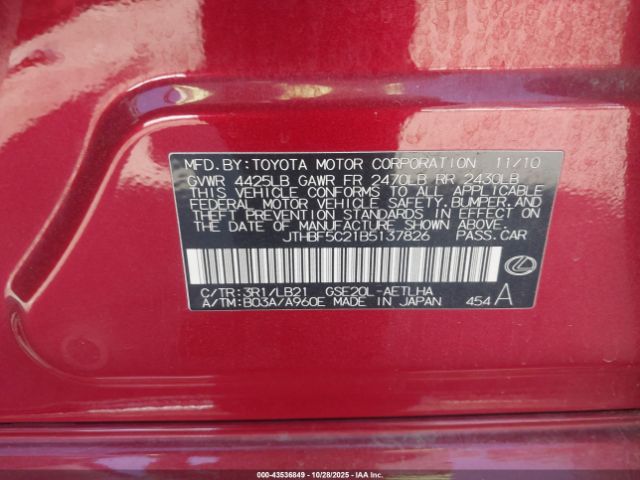 MFD. BY: TOYOTA MOTOR CORPORATION 11/10
GVWR 4425LB GAWR FR 2470LB RR 2430LB
THIS VEHICLE CONFORMS TO ALL APPLICABLE
FEDERAL MOTOR VEHICLE SAFETY, BUMPER, AND
THEFT PREVENTION STANDARDS IN EFFECT ON
THE DATE OF MANUFACTURE SHOWN ABOVE.
JTHBF5C21B5137826 PASS. CAR
C/TR: 3R1/LB21 GSE20L-AETLHA
A/TM: B03A/A960E MADE IN JAPAN 454 A
000-43536849 | 10/28/2025 | IAA, Inc.